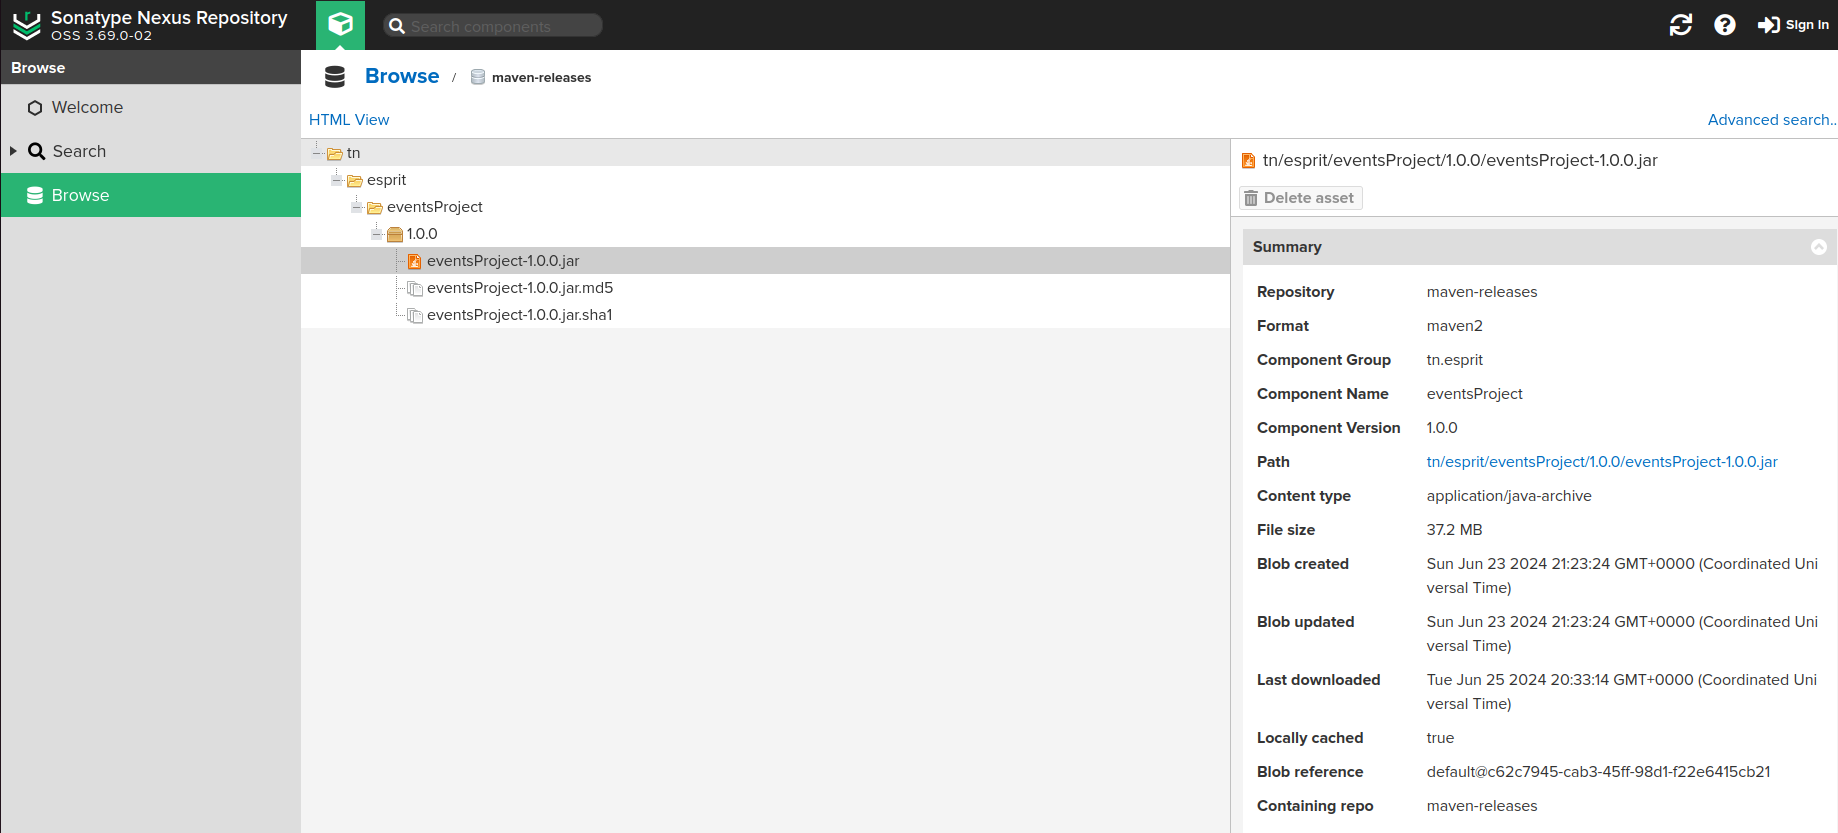 Sonatype Nexus Repository
OSS 3.69.0-02
Search components
Sign in
Browse
Welcome
Search
Browse
Browse / maven-releases
HTML View
Advanced search..
tn
esprit
eventsProject
1.0.0
eventsProject-1.0.0.jar
eventsProject-1.0.0.jar.md5
eventsProject-1.0.0.jar.sha1
tn/esprit/eventsProject/1.0.0/eventsProject-1.0.0.jar
Delete asset
Summary
Repository maven-releases
Format maven2
Component Group tn.esprit
Component Name eventsProject
Component Version 1.0.0
Path tn/esprit/eventsProject/1.0.0/eventsProject-1.0.0.jar
Content type application/java-archive
File size 37.2 MB
Blob created Sun Jun 23 2024 21:23:24 GMT+0000 (Coordinated Uni
versal Time)
Blob updated Sun Jun 23 2024 21:23:24 GMT+0000 (Coordinated Uni
versal Time)
Last downloaded Tue Jun 25 2024 20:33:14 GMT+0000 (Coordinated Uni
versal Time)
Locally cached true
Blob reference default@c62c7945-cab3-45ff-98d1-f22e6415cb21
Containing repo maven-releases